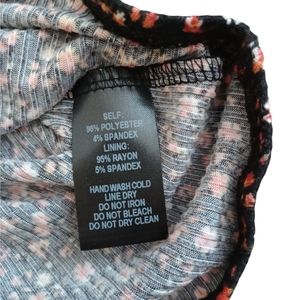 SELF:
96% POLYESTER
4% SPANDEX
LINING:
95% RAYON
5% SPANDEX
HAND WASH COLD
LINE DRY
DO NOT IRON
DO NOT BLEACH
DO NOT DRY CLEAN